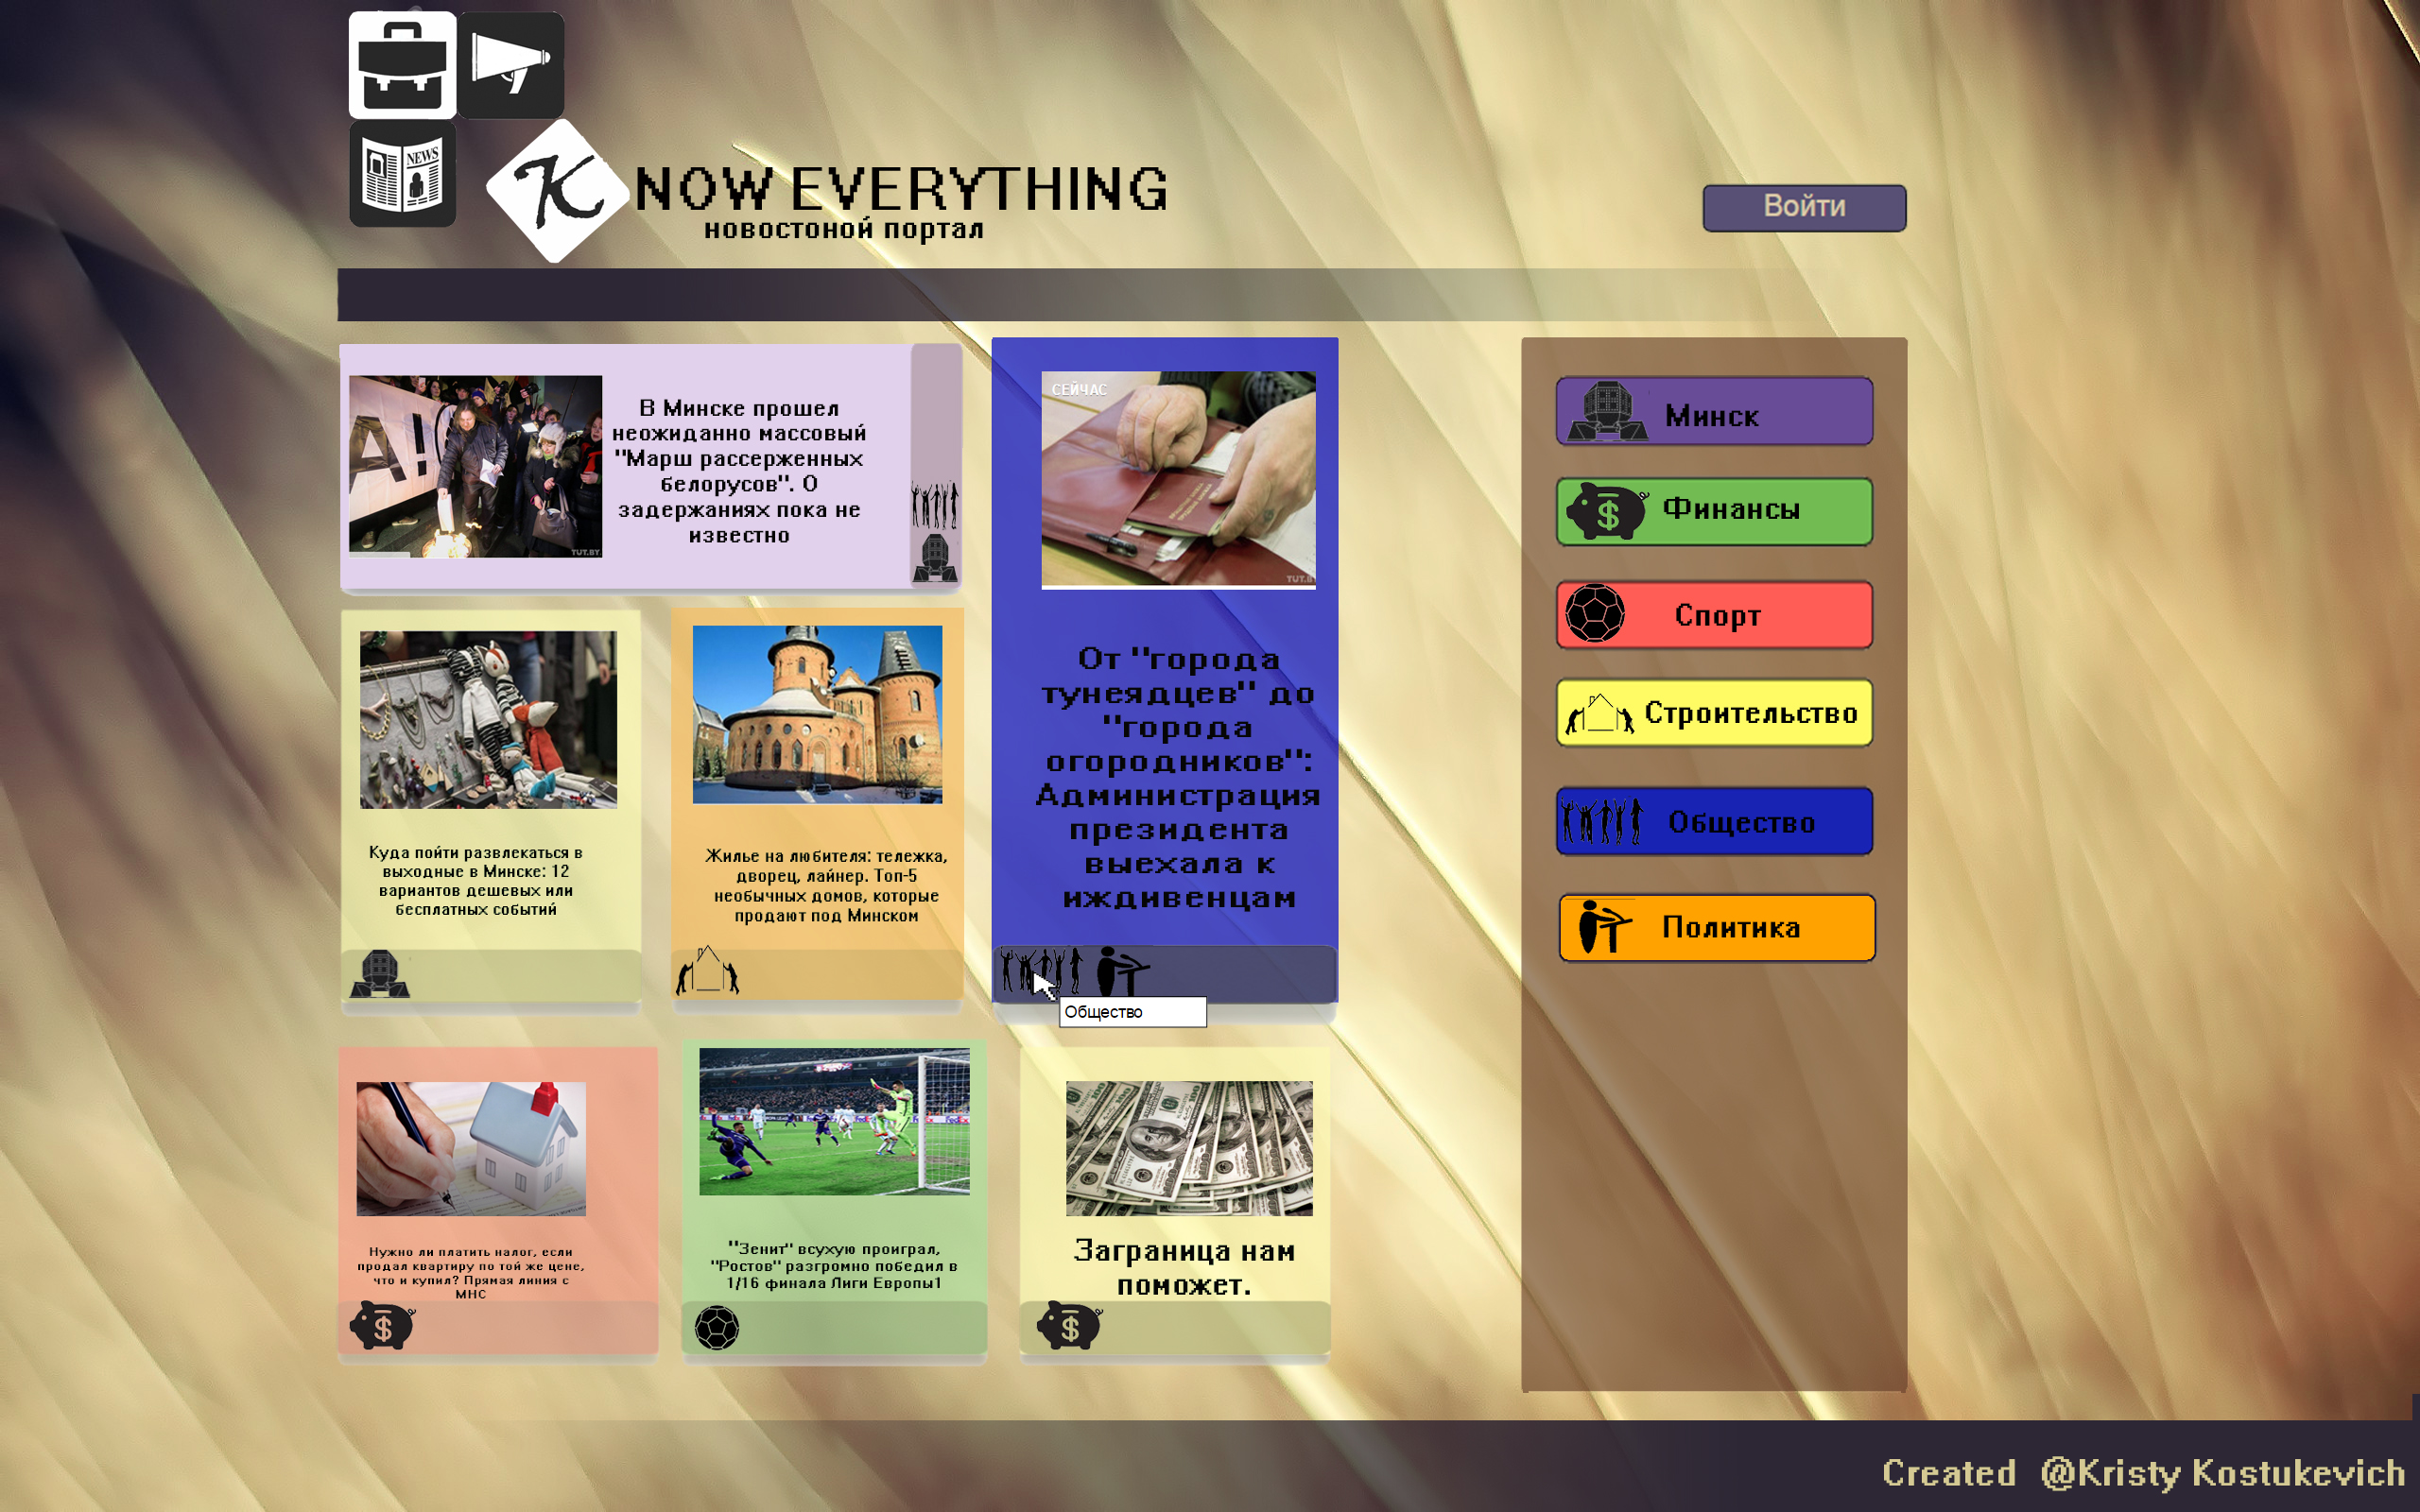 NEWS
K NOW EVERYTHING
новостоной портал
Войти
В Минске прошел
неожиданно массовый
"Марш рассерженных
белорусов". О
задержаниях пока не
известно
А!
TUT.BY
СЕЙЧАС
TUT.B
От "города
тунеядцев" до
"города
огородников":
Администрация
президента
выехала к
иждивенцам
Общество
Куда пойти развлекаться в
выходные в Минске: 12
вариантов дешевых или
бесплатных событий
Жилье на любителя: тележка,
дворец, лайнер. Топ-5
необычных домов, которые
продают под Минском
Нужно ли платить налог, если
продал квартиру по той же цене,
что и купил? Прямая линия с
МНС
"Зенит" всухую проиграл,
"Ростов" разгромно победил в
1/16 финала Лиги Европы1
100
Заграница нам
поможет.
Минск
Финансы
Спорт
Строительство
Общество
Политика
Created @Kristy Kostukevich